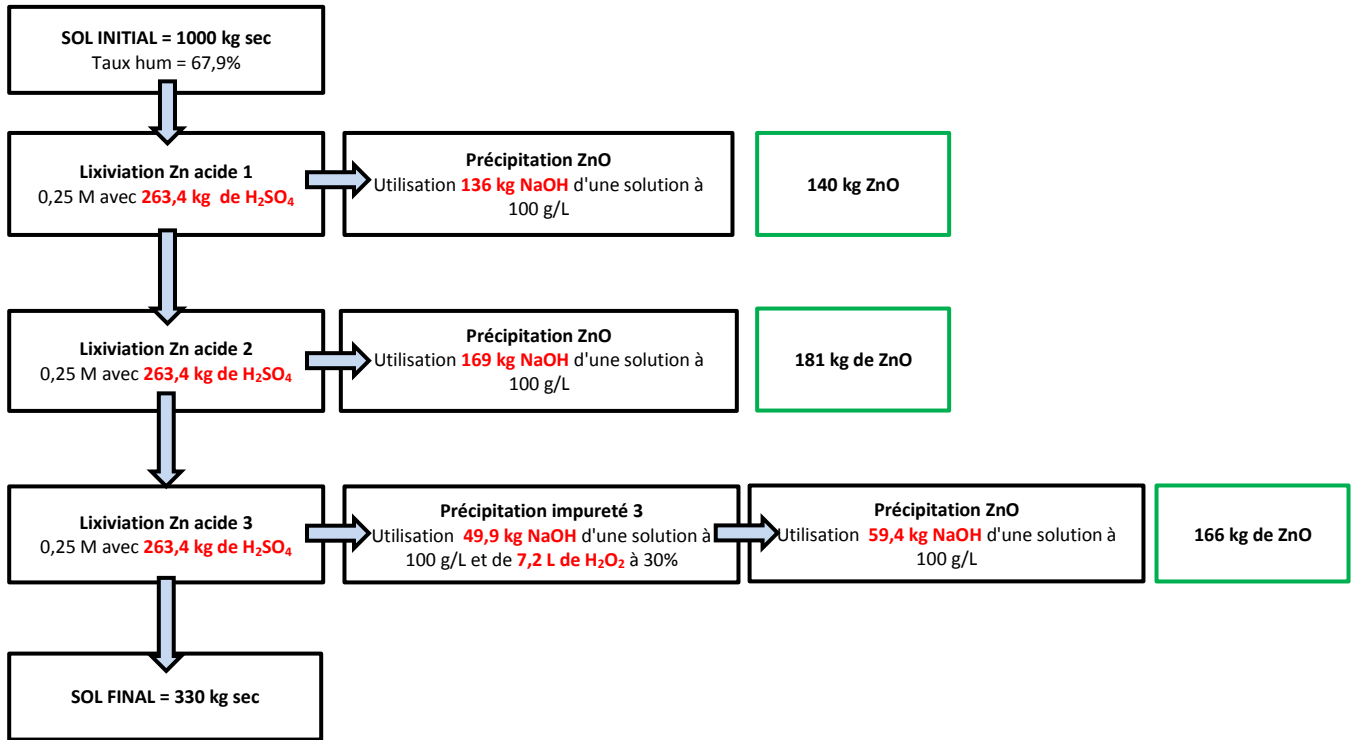 SOL INITIAL = 1000 kg sec
Taux hum = 67,9%
Lixiviation Zn acide 1
0,25 M avec 263,4 kg de H₂SO₄
Précipitation ZnO
Utilisation 136 kg NaOH d'une solution à
100 g/L
140 kg ZnO
Lixiviation Zn acide 2
0,25 M avec 263,4 kg de H₂SO₄
Précipitation ZnO
Utilisation 169 kg NaOH d'une solution à
100 g/L
181 kg de ZnO
Lixiviation Zn acide 3
0,25 M avec 263,4 kg de H₂SO₄
Précipitation impureté 3
Utilisation 49,9 kg NaOH d'une solution à
100 g/L et de 7,2 L de H₂O₂ à 30%
Précipitation ZnO
Utilisation 59,4 kg NaOH d'une solution à
100 g/L
166 kg de ZnO
SOL FINAL = 330 kg sec